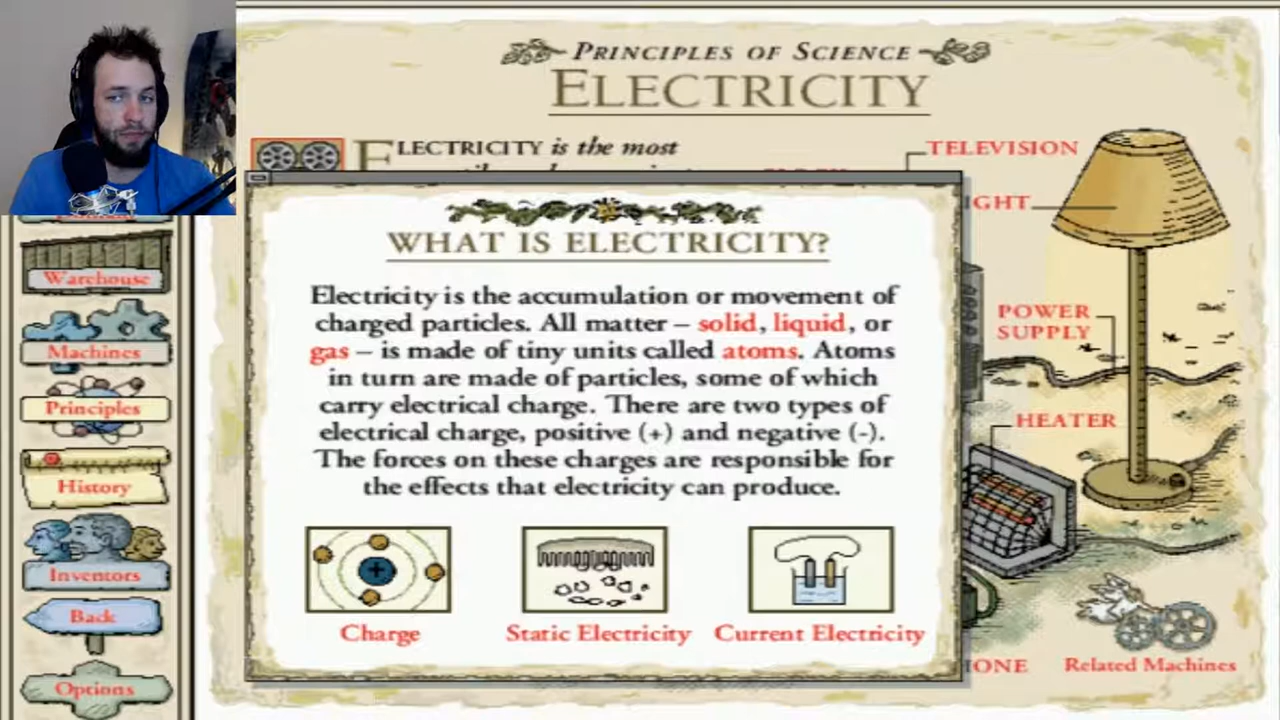 PRINCIPLES OF SCIENCE
ELECTRICITY
ELECTRICITY is the most
TELEVISION
POWER
SUPPLY
HEATER
Related Machines
WHAT IS ELECTRICITY?
Electricity is the accumulation or movement of
charged particles. All matter – solid, liquid, or
gas – is made of tiny units called atoms. Atoms
in turn are made of particles, some of which
carry electrical charge. There are two types of
electrical charge, positive (+) and negative (-).
The forces on these charges are responsible for
the effects that electricity can produce.
+
Charge
Static Electricity
Current Electricity
Warehouse
Machines
Principles
History
Inventors
Back
Options